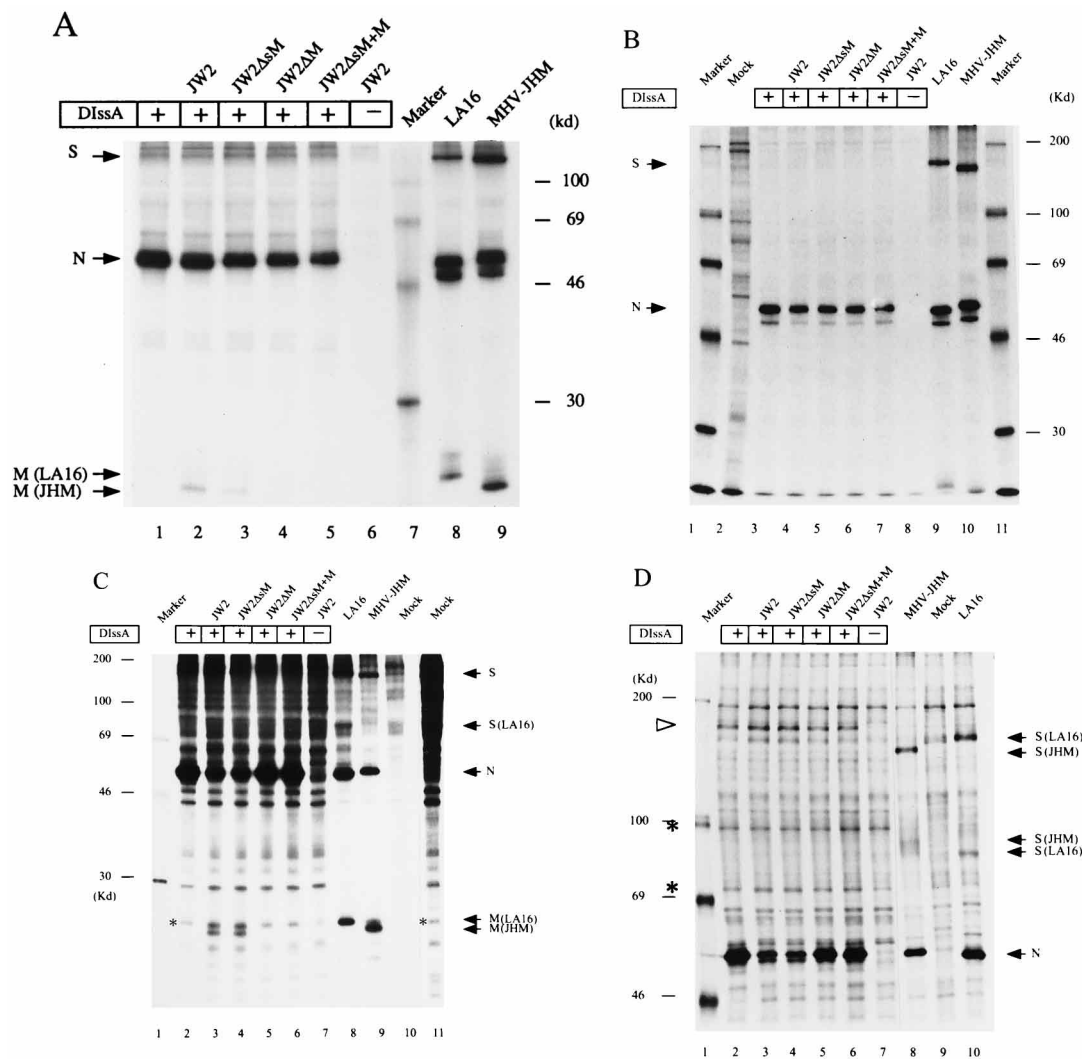 A
JW2 JW2ΔsM JW2ΔM JW2ΔsM+M JW2 Marker LA16 MHV-JHM
DIssA + + + + + − (kd)
S
100
69
N
46
30
M (LA16)
M (JHM)
1 2 3 4 5 6 7 8 9
B
Marker Mock JW2 JW2ΔsM JW2ΔM JW2ΔsM+M JW2 LA16 MHV-JHM Marker
DIssA + + + + + − (Kd)
200
S
100
69
N
46
30
1 2 3 4 5 6 7 8 9 10 11
C
Marker JW2 JW2ΔsM JW2ΔM JW2ΔsM+M JW2 LA16 MHV-JHM Mock Mock
DIssA + + + + + −
200
S
100
S (LA16)
69
N
46
30
(Kd)
* * M(LA16)
M(JHM)
1 2 3 4 5 6 7 8 9 10 11
D
Marker JW2 JW2ΔsM JW2ΔM JW2ΔsM+M JW2 MHV-JHM Mock LA16
DIssA + + + + + −
(Kd)
200
S (LA16)
S (JHM)
100
*
S (JHM)
S (LA16)
*
69
N
46
1 2 3 4 5 6 7 8 9 10